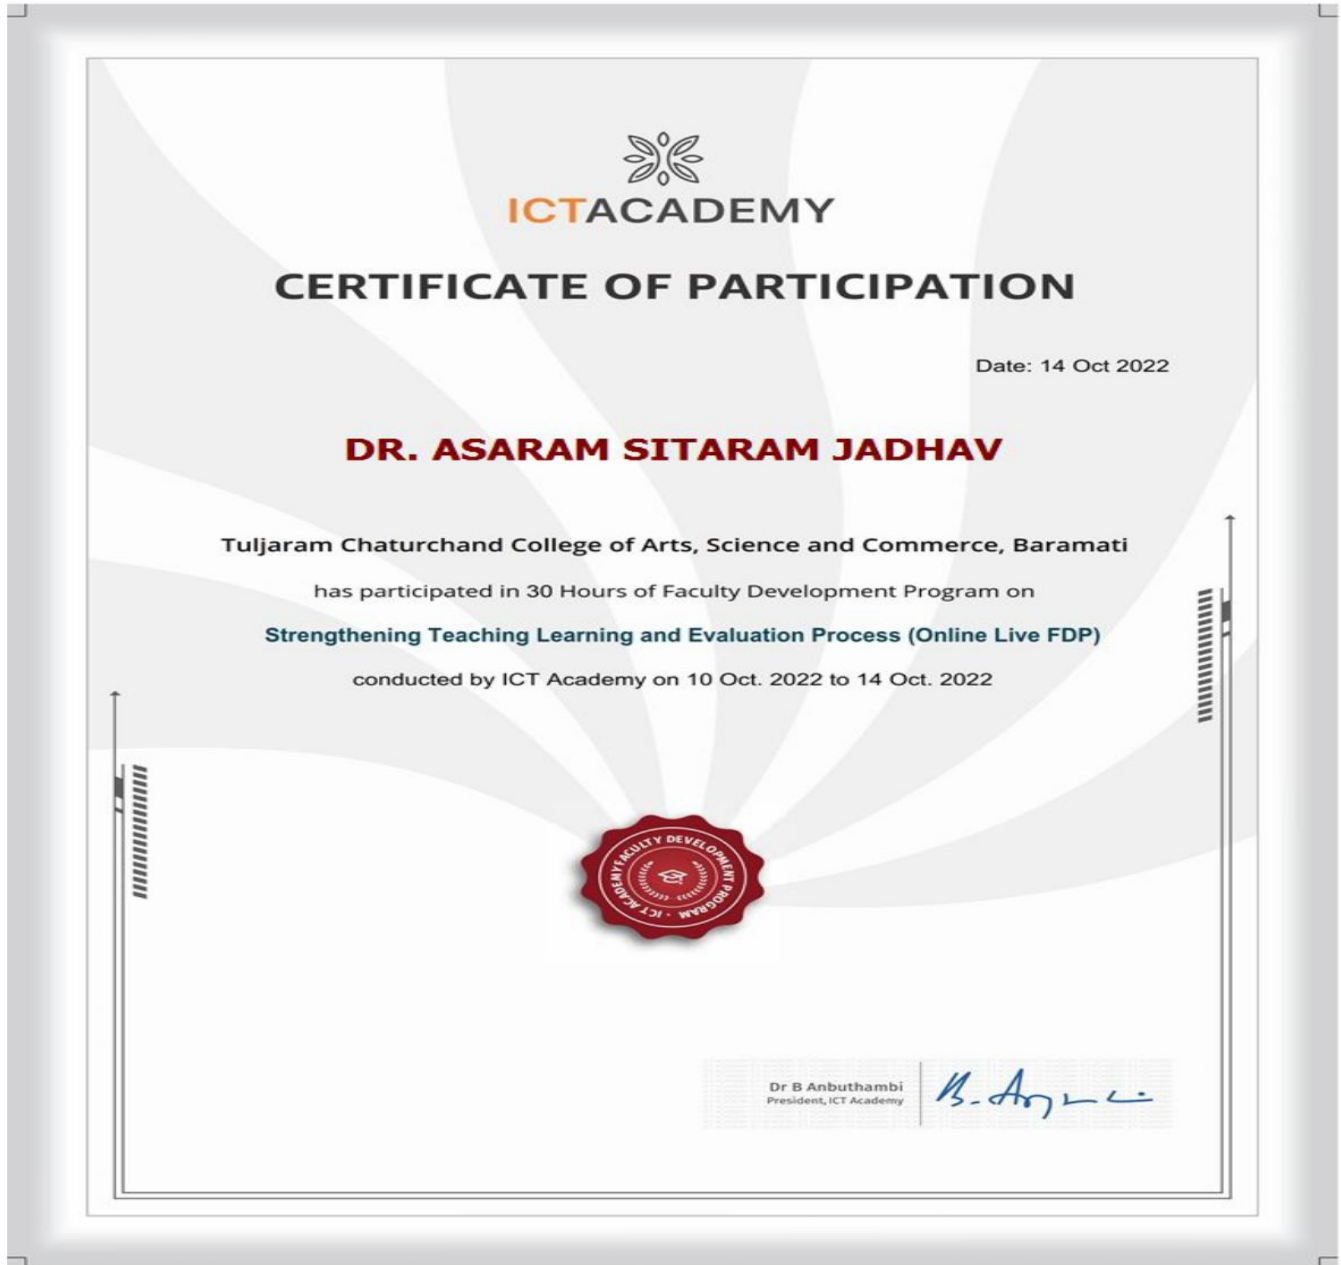 ICTACADEMY
CERTIFICATE OF PARTICIPATION
Date: 14 Oct 2022
DR. ASARAM SITARAM JADHAV
Tuljaram Chaturchand College of Arts, Science and Commerce, Baramati
has participated in 30 Hours of Faculty Development Program on
Strengthening Teaching Learning and Evaluation Process (Online Live FDP)
conducted by ICT Academy on 10 Oct. 2022 to 14 Oct. 2022
FACULTY DEVELOPMENT PROGRAM
· ICT ACADEMY
Dr B Anbuthambi
President, ICT Academy